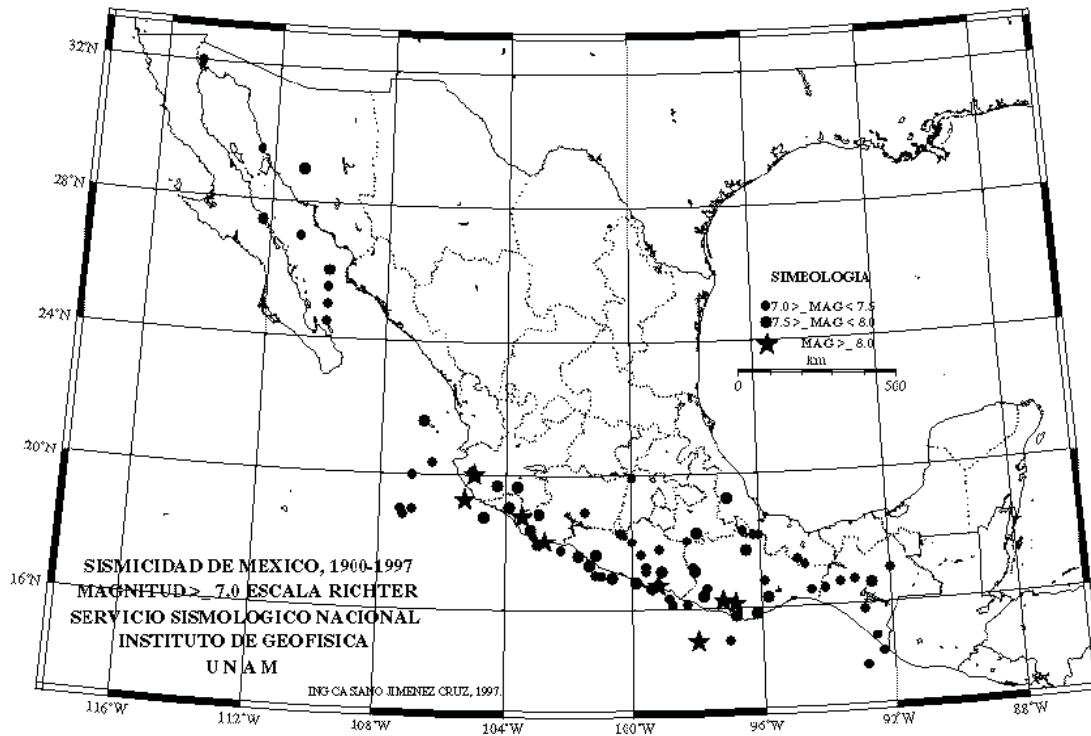 32°N
28°N
24°N
20°N
16°N
SIMBOLOGIA
7.0 >_ MAG < 7.5
7.5 >_ MAG < 8.0
MAG >_ 8.0
km
0 500
SISMICIDAD DE MEXICO, 1900-1997
MAGNITUD >_ 7.0 ESCALA RICHTER
SERVICIO SISMOLOGICO NACIONAL
INSTITUTO DE GEOFISICA
U N A M
ING CASIANO JIMENEZ CRUZ, 1997.
116°W 112°W 108°W 104°W 100°W 96°W 92°W 88°W